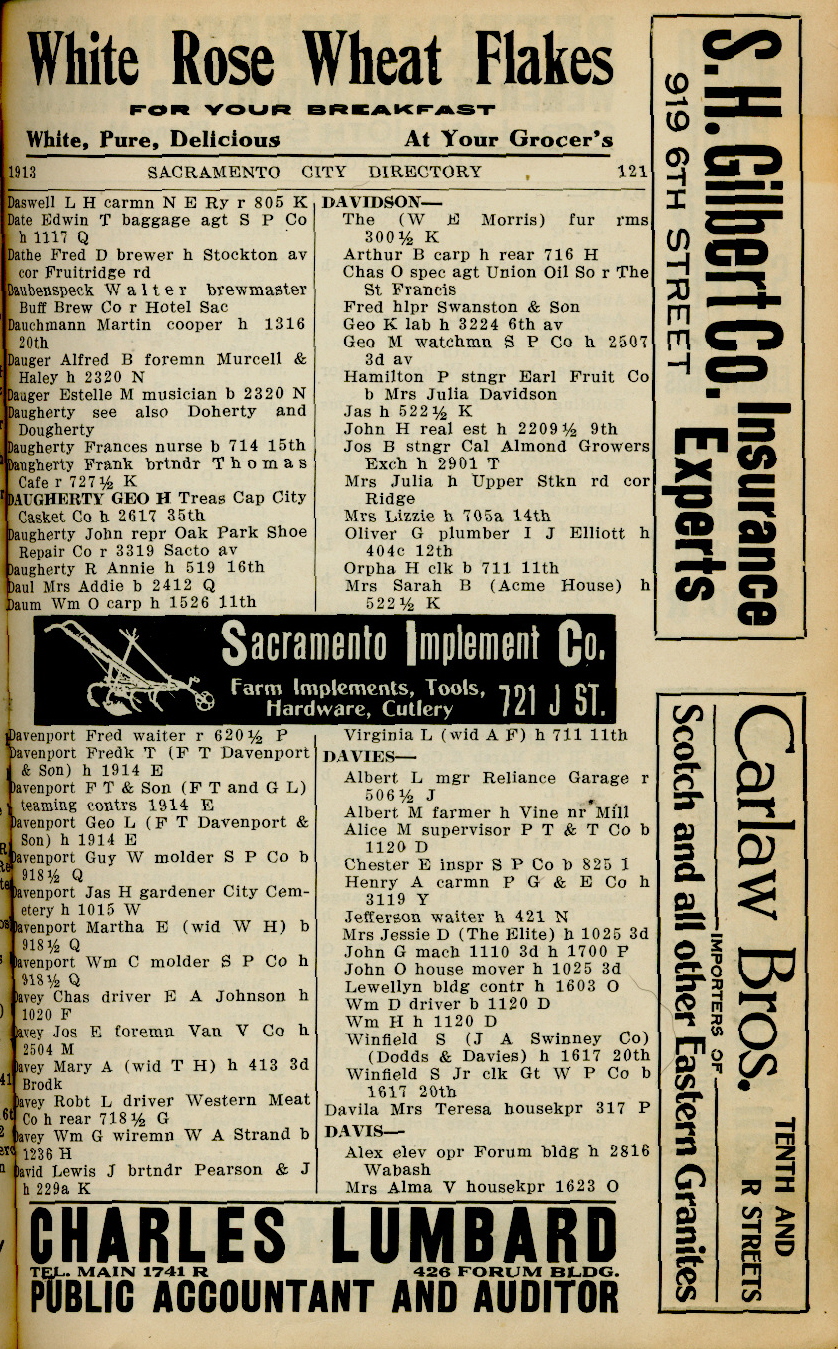 White Rose Wheat Flakes
FOR YOUR BREAKFAST
White, Pure, Delicious At Your Grocer's
1913 SACRAMENTO CITY DIRECTORY 121
Daswell L H carmn N E Ry r 805 K
Date Edwin T baggage agt S P Co
h 1117 Q
Dathe Fred D brewer h Stockton av
cor Fruitridge rd
Daubenspeck Walter brewmaster
Buff Brew Co r Hotel Sac
Dauchmann Martin cooper h 1316
20th
Dauger Alfred B foremn Murcell &
Haley h 2320 N
Dauger Estelle M musician b 2320 N
Daugherty see also Doherty and
Dougherty
Daugherty Frances nurse b 714 15th
Daugherty Frank brtndr Thomas
Cafe r 727½ K
DAUGHERTY GEO H Treas Cap City
Casket Co h 2617 35th
Daugherty John repr Oak Park Shoe
Repair Co r 3319 Sacto av
Daugherty R Annie h 519 16th
Daul Mrs Addie b 2412 Q
Daum Wm O carp h 1526 11th
DAVIDSON—
The (W E Morris) fur rms
300½ K
Arthur B carp h rear 716 H
Chas O spec agt Union Oil So r The
St Francis
Fred hlpr Swanston & Son
Geo K lab h 3224 6th av
Geo M watchmn S P Co h 2507
3d av
Hamilton P stngr Earl Fruit Co
b Mrs Julia Davidson
Jas h 522½ K
John H real est h 2209½ 9th
Jos B stngr Cal Almond Growers
Exch h 2901 T
Mrs Julia h Upper Stkn rd cor
Ridge
Mrs Lizzie h 705a 14th
Oliver G plumber I J Elliott h
404c 12th
Orpha H clk b 711 11th
Mrs Sarah B (Acme House) h
522½ K
Sacramento Implement Co.
Farm Implements, Tools,
Hardware, Cutlery 721 J ST.
Davenport Fred waiter r 620½ P
Davenport Fredk T (F T Davenport
& Son) h 1914 E
Davenport F T & Son (F T and G L)
teaming contrs 1914 E
Davenport Geo L (F T Davenport &
Son) h 1914 E
Davenport Guy W molder S P Co b
918½ Q
Davenport Jas H gardener City Cem-
etery h 1015 W
Davenport Martha E (wid W H) b
918½ Q
Davenport Wm C molder S P Co h
918½ Q
Davey Chas driver E A Johnson h
1020 F
Davey Jos E foremn Van V Co h
2504 M
Davey Mary A (wid T H) h 413 3d
Brodk
Davey Robt L driver Western Meat
Co h rear 718½ G
Davey Wm G wiremn W A Strand b
1236 H
David Lewis J brtndr Pearson & J
h 229a K
Virginia L (wid A F) h 711 11th
DAVIES—
Albert L mgr Reliance Garage r
506½ J
Albert M farmer h Vine nr Mill
Alice M supervisor P T & T Co b
1120 D
Chester E inspr S P Co b 825 1
Henry A carmn P G & E Co h
3119 Y
Jefferson waiter h 421 N
Mrs Jessie D (The Elite) h 1025 3d
John G mach 1110 3d h 1700 P
John O house mover h 1025 3d
Lewellyn bldg contr h 1603 O
Wm D driver b 1120 D
Wm H h 1120 D
Winfield S (J A Swinney Co)
(Dodds & Davies) h 1617 20th
Winfield S Jr clk Gt W P Co b
1617 20th
Davila Mrs Teresa housekpr 317 P
DAVIS—
Alex elev opr Forum bldg h 2816
Wabash
Mrs Alma V housekpr 1623 O
CHARLES LUMBARD
TEL. MAIN 1741 R 426 FORUM BLDG.
PUBLIC ACCOUNTANT AND AUDITOR
S. H. Gilbert Co. Insurance
919 6TH STREET Experts
Carlaw Bros. TENTH AND
R STREETS
IMPORTERS OF
Scotch and all other Eastern Granites